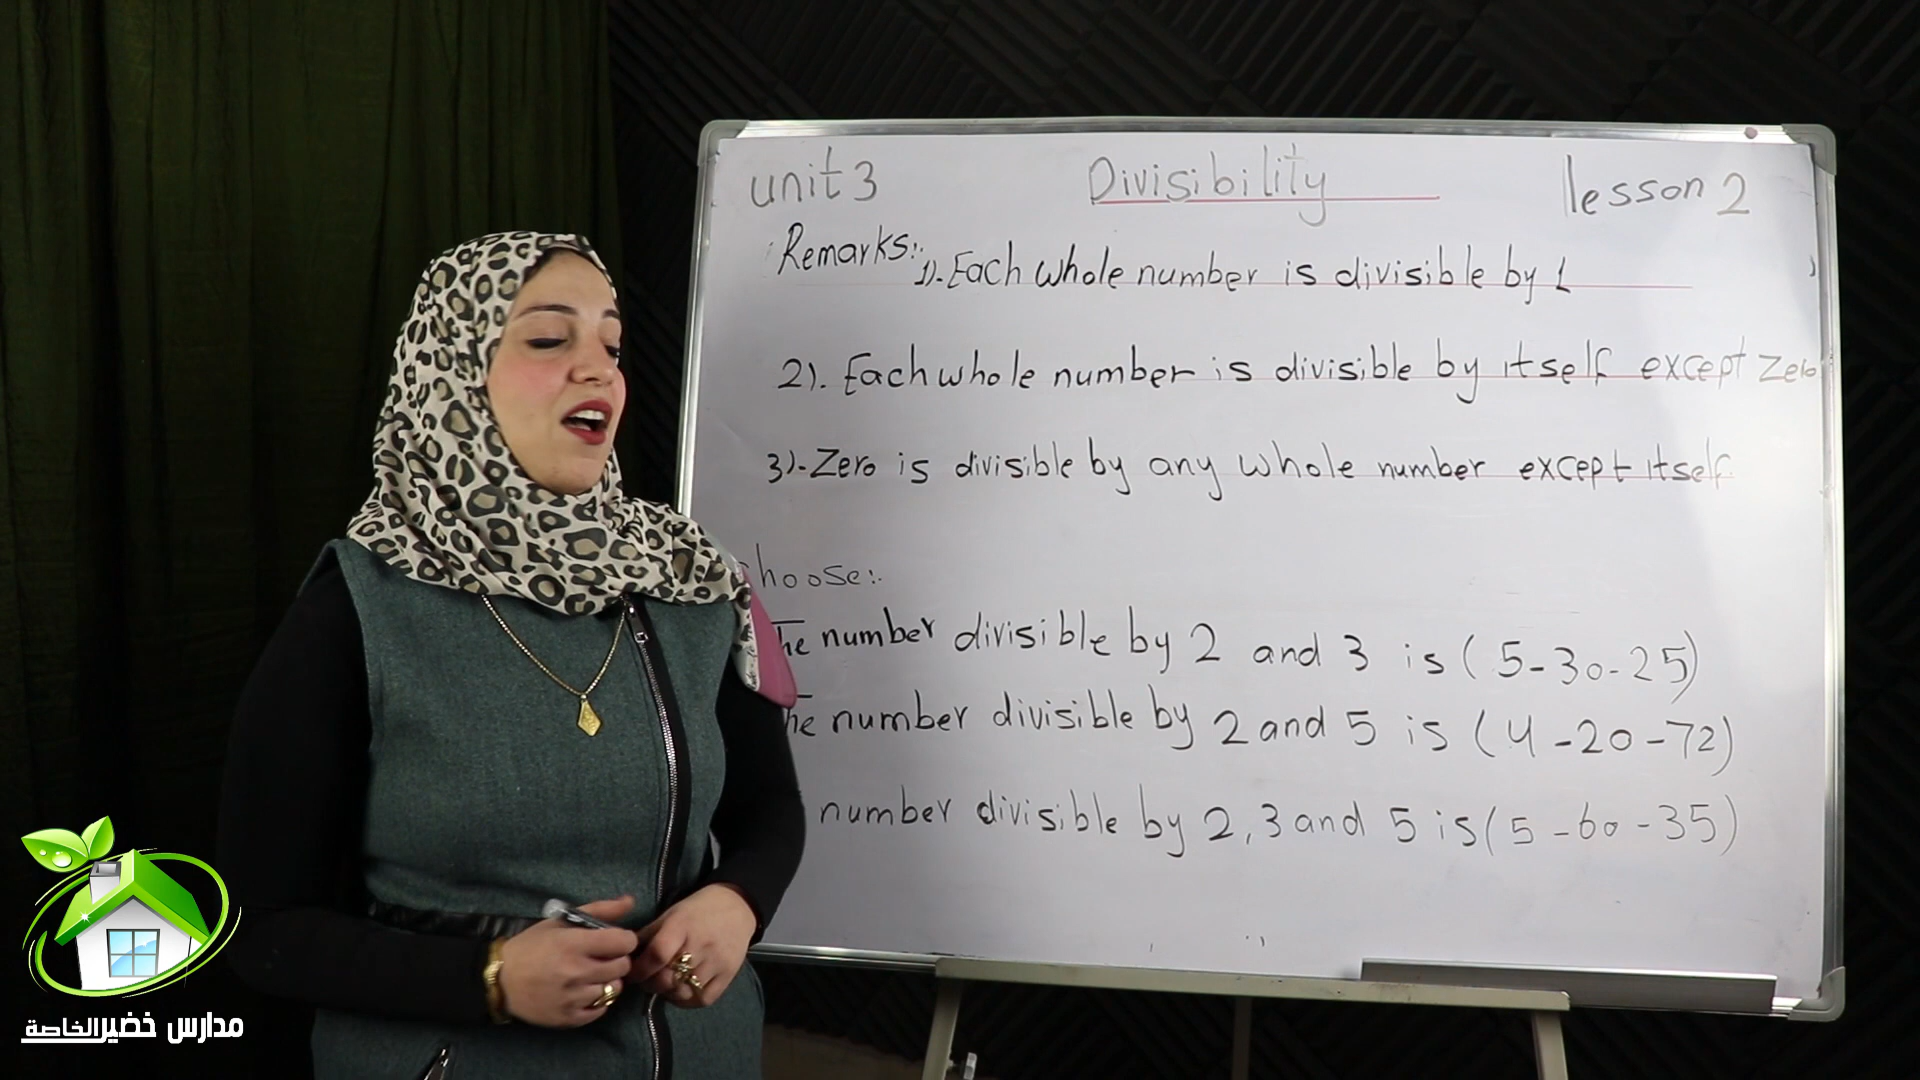 unit 3 Divisibility lesson 2
Remarks:. 1).Each whole number is divisible by 1
2). Each whole number is divisible by itself except Zero
3).Zero is divisible by any whole number except itself
hoose:.
The number divisible by 2 and 3 is ( 5-30-25)
he number divisible by 2 and 5 is (4-20-72)
number divisible by 2,3 and 5 is (5-60-35)
مدارس خضير الخاصة